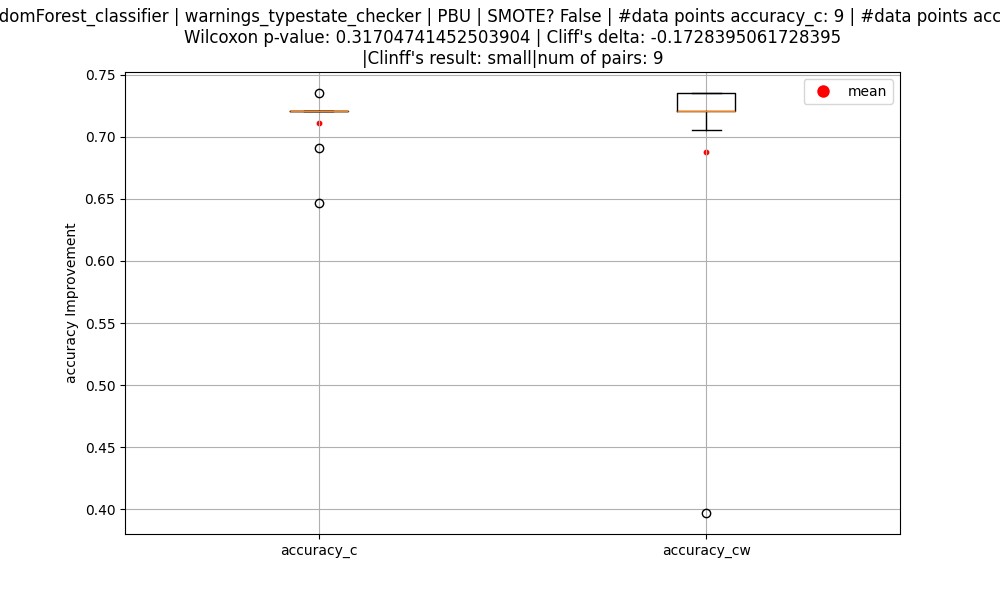 domForest_classifier | warnings_typestate_checker | PBU | SMOTE? False | #data points accuracy_c: 9 | #data points acc
Wilcoxon p-value: 0.31704741452503904 | Cliff's delta: -0.1728395061728395
|Clinff's result: small|num of pairs: 9
mean
0.75
0.70
0.65
0.60
0.55
0.50
0.45
0.40
accuracy Improvement
accuracy_c
accuracy_cw